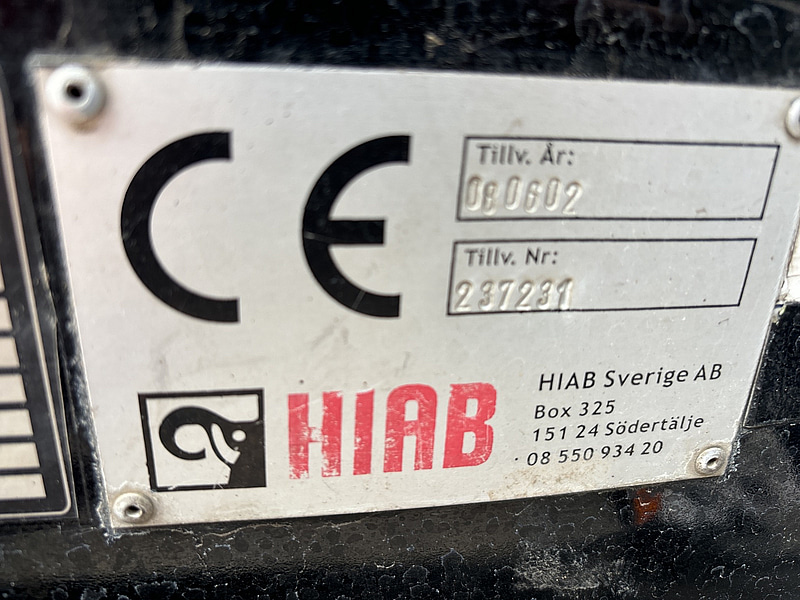 CE
Tillv. År:
080602
Tillv. Nr:
237231
HIAB
HIAB Sverige AB
Box 325
151 24 Södertälje
08 550 934 20